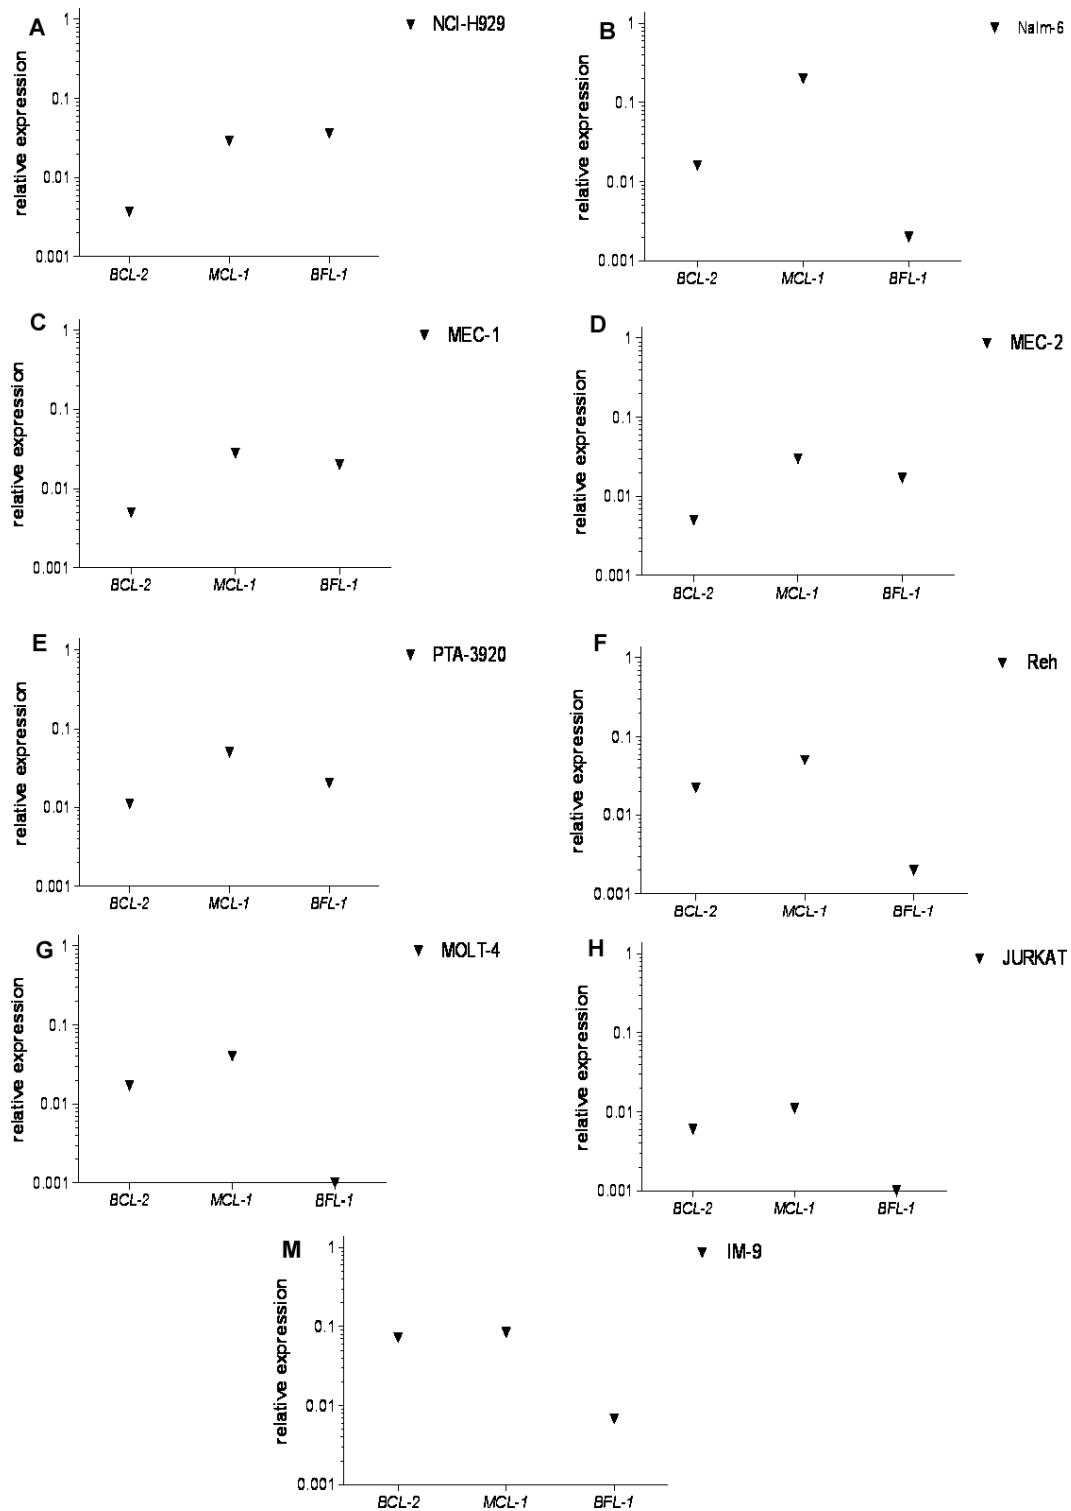 A
NCI-H929
1
0.1
0.01
0.001
relative expression
BCL-2 MCL-1 BFL-1
B
Nalm-6
1
0.1
0.01
0.001
relative expression
BCL-2 MCL-1 BFL-1
C
MEC-1
1
0.1
0.01
0.001
relative expression
BCL-2 MCL-1 BFL-1
D
MEC-2
1
0.1
0.01
0.001
relative expression
BCL-2 MCL-1 BFL-1
E
PTA-3920
1
0.1
0.01
0.001
relative expression
BCL-2 MCL-1 BFL-1
F
Reh
1
0.1
0.01
0.001
relative expression
BCL-2 MCL-1 BFL-1
G
MOLT-4
1
0.1
0.01
0.001
relative expression
BCL-2 MCL-1 BFL-1
H
JURKAT
1
0.1
0.01
0.001
relative expression
BCL-2 MCL-1 BFL-1
M
IM-9
1
0.1
0.01
0.001
relative expression
BCL-2 MCL-1 BFL-1